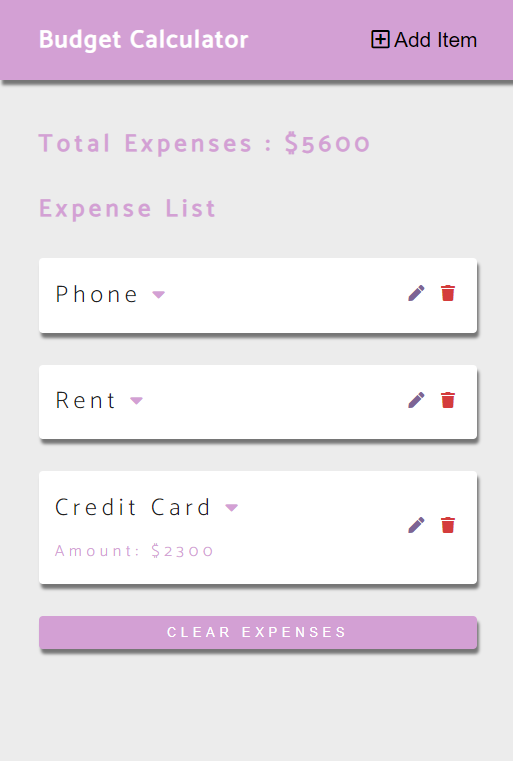 Budget Calculator
Add Item
Total Expenses : $5600
Expense List
Phone
Rent
Credit Card
Amount: $2300
CLEAR EXPENSES